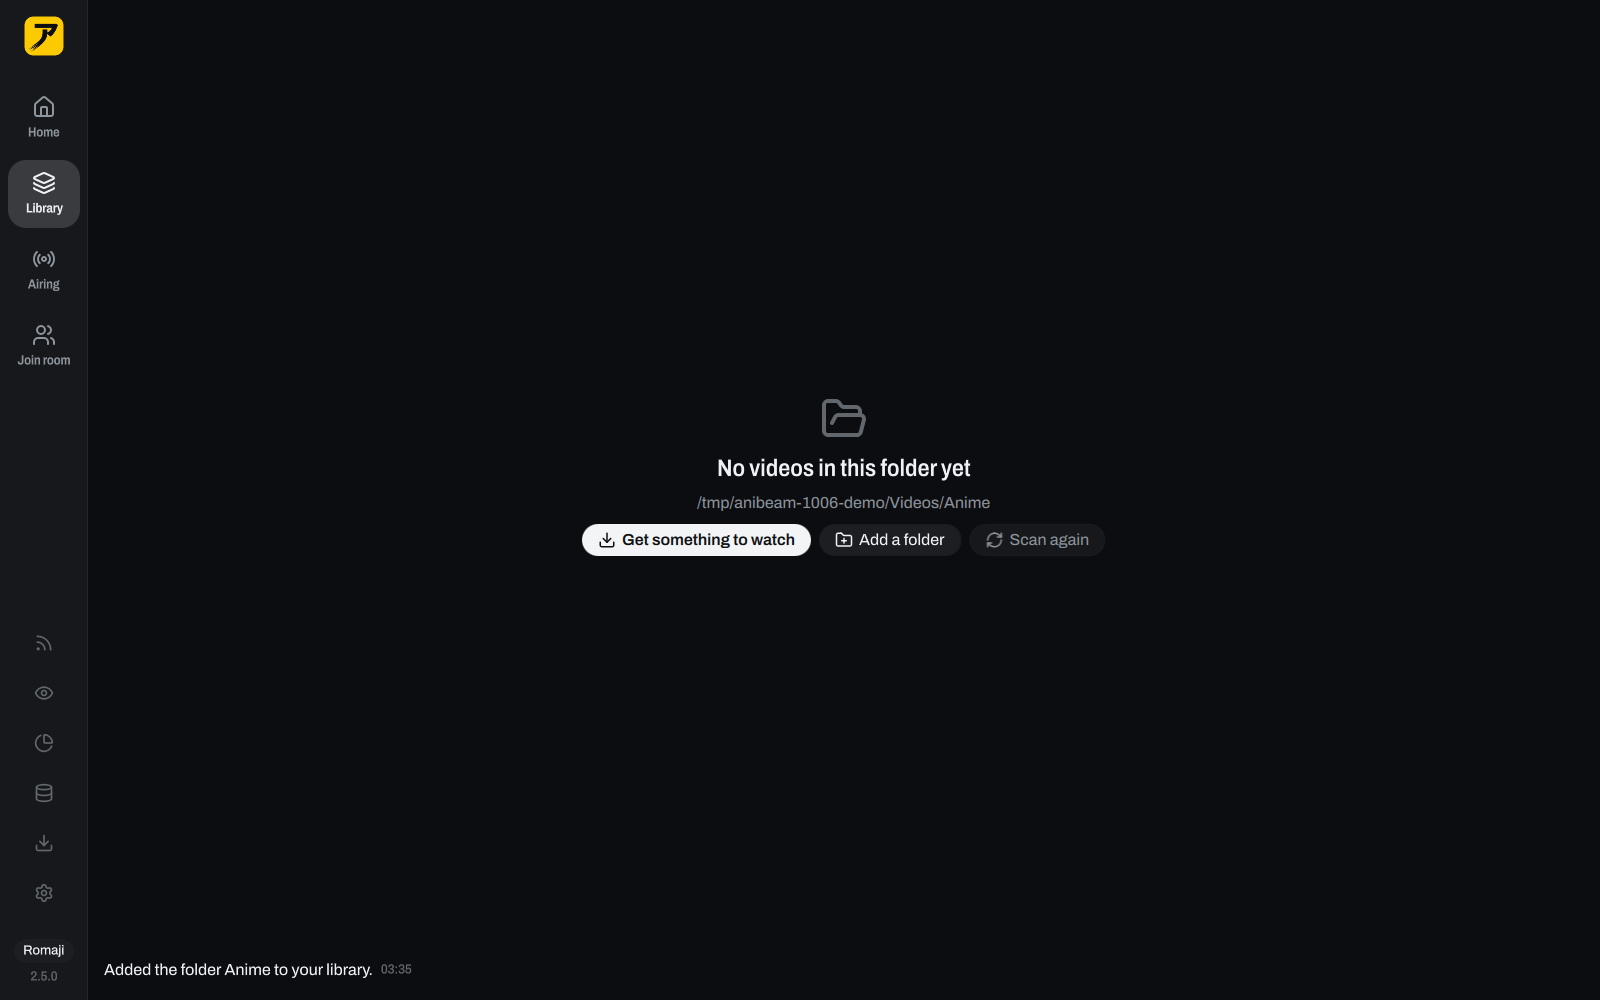 ア
Home
Library
Airing
Join room
No videos in this folder yet
/tmp/anibeam-1006-demo/Videos/Anime
Get something to watch
Add a folder
Scan again
Romaji
2.5.0
Added the folder Anime to your library. 03:35